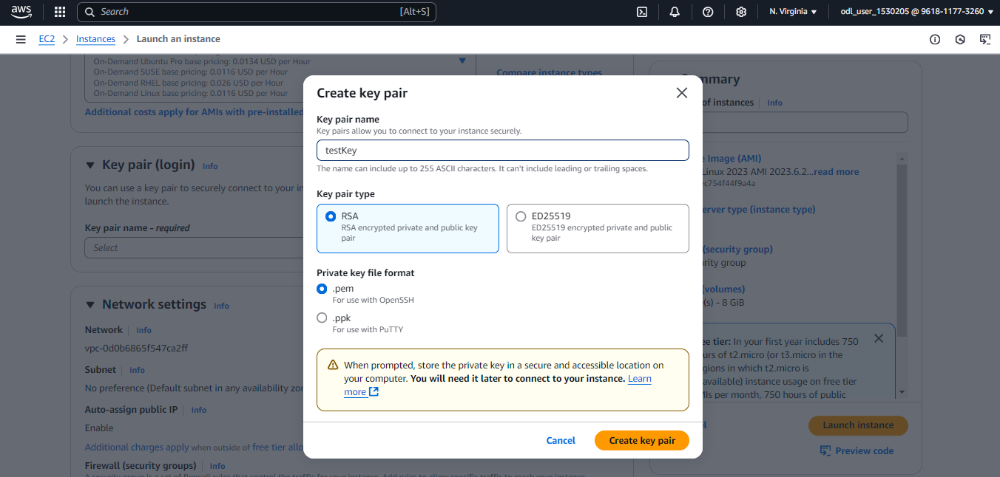 aws
Search
[Alt+S]
N. Virginia
odl_user_1530205 @ 9618-1177-3260
EC2
Instances
Launch an instance
On-Demand Ubuntu Pro base pricing: 0.0134 USD per Hour
On-Demand SUSE base pricing: 0.0116 USD per Hour
On-Demand RHEL base pricing: 0.026 USD per Hour
On-Demand Linux base pricing: 0.0116 USD per Hour
Additional costs apply for AMIs with pre-installed
Compare instance types
Key pair (login)
Info
You can use a key pair to securely connect to your in
launch the instance.
Key pair name - required
Select
Network settings
Info
Network
Info
vpc-0d0b6865f547ca2ff
Subnet
Info
No preference (Default subnet in any availability zon
Auto-assign public IP
Info
Enable
Additional charges apply when outside of free tier allo
Firewall (security groups)
Info
Create key pair
Key pair name
Key pairs allow you to connect to your instance securely.
testKey
The name can include up to 255 ASCII characters. It can't include leading or trailing spaces.
Key pair type
RSA
RSA encrypted private and public key
pair
ED25519
ED25519 encrypted private and public
key pair
Private key file format
.pem
For use with OpenSSH
.ppk
For use with PuTTY
When prompted, store the private key in a secure and accessible location on
your computer. You will need it later to connect to your instance. Learn
more
Cancel
Create key pair
mmary
of instances
Info
e Image (AMI)
Linux 2023 AMI 2023.6.2...read more
c754f44f9a4a
erver type (instance type)
(security group)
rity group
(volumes)
(s) - 8 GiB
ee tier: In your first year includes 750
urs of t2.micro (or t3.micro in the
gions in which t2.micro is
available) instance usage on free tier
MIs per month, 750 hours of public
Launch instance
Preview code